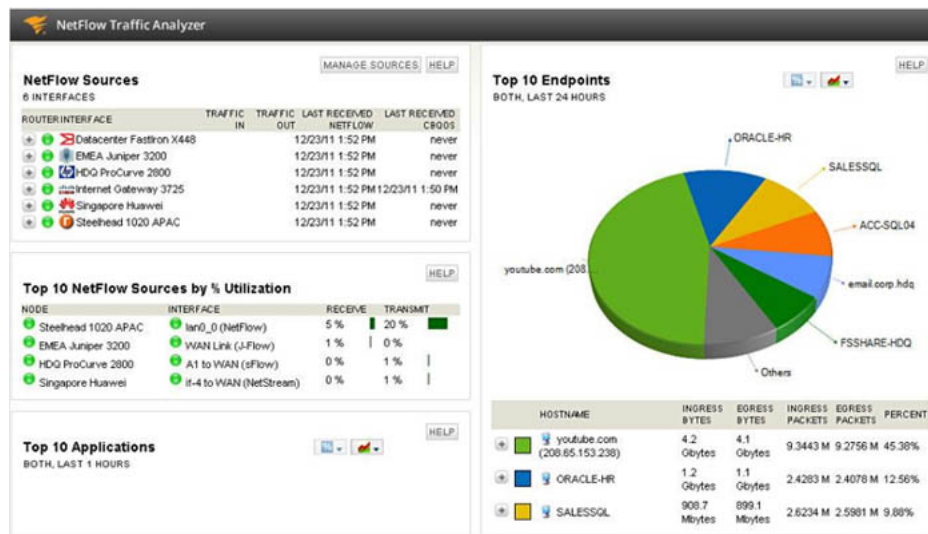 NetFlow Traffic Analyzer
MANAGE SOURCES HELP
NetFlow Sources
6 INTERFACES
ROUTER INTERFACE TRAFFIC IN TRAFFIC OUT LAST RECEIVED NETFLOW LAST RECEIVED CBQOS
Datacenter FastIron X448 12/23/11 1:52 PM never
EMEA Juniper 3200 12/23/11 1:52 PM never
HDQ ProCurve 2800 12/23/11 1:52 PM never
Internet Gateway 3725 12/23/11 1:52 PM 12/23/11 1:50 PM
Singapore Huawei 12/23/11 1:52 PM never
Steelhead 1020 APAC 12/23/11 1:52 PM never
HELP
Top 10 NetFlow Sources by % Utilization
NODE INTERFACE RECEIVE TRANSMIT
Steelhead 1020 APAC lan0_0 (NetFlow) 5 % 20 %
EMEA Juniper 3200 WAN Link (J-Flow) 1 % 0 %
HDQ ProCurve 2800 A1 to WAN (sFlow) 0 % 1 %
Singapore Huawei if-4 to WAN (NetStream) 0 % 1 %
HELP
Top 10 Applications
BOTH, LAST 1 HOURS
HELP
Top 10 Endpoints
BOTH, LAST 24 HOURS
ORACLE-HR
SALESSQL
ACC-SQL04
youtube.com (208....
email.corp.hdq
FSSHARE-HDQ
Others
HOSTNAME INGRESS BYTES EGRESS BYTES INGRESS PACKETS EGRESS PACKETS PERCENT
youtube.com (208.65.153.238) 4.2 Gbytes 4.1 Gbytes 9.3443 M 9.2756 M 45.38%
ORACLE-HR 1.2 Gbytes 1.1 Gbytes 2.4283 M 2.4078 M 12.56%
SALESSQL 908.7 Mbytes 899.1 Mbytes 2.6234 M 2.5981 M 9.88%